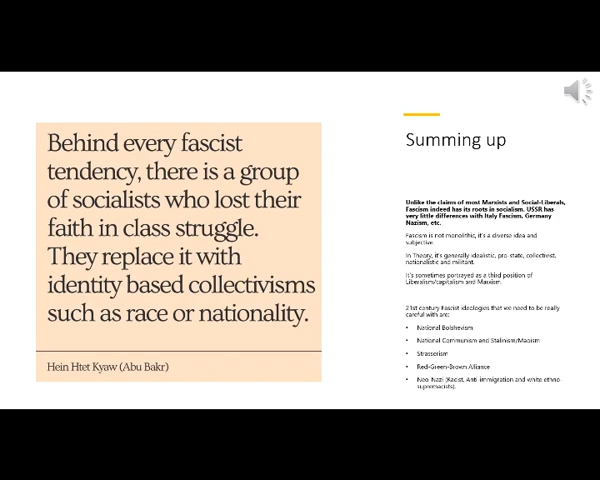 Behind every fascist
tendency, there is a group
of socialists who lost their
faith in class struggle.
They replace it with
identity based collectivisms
such as race or nationality.
Hein Htet Kyaw (Abu Bakr)
Summing up
Unlike the claims of most Marxists and Social-Liberals,
Fascism indeed has its roots in socialism. USSR has
very little differences with Italy Fascism, Germany
Nazism, etc.
Fascism is not monolithic, it's a diverse idea and
subjective.
In Theory, it's generally idealistic, pro-state, collectivist,
nationalistic and militant.
It's sometimes portrayed as a third position of
Liberalism/capitalism and Marxism.
21st century Fascist ideologies that we need to be really
careful with are:
• National Bolshevism
• National Communism and Stalinism/Maoism
• Strasserism
• Red-Green-Brown Alliance
• Neo-Nazi (Racist, Anti-immigration and white ethno-
supremacists).